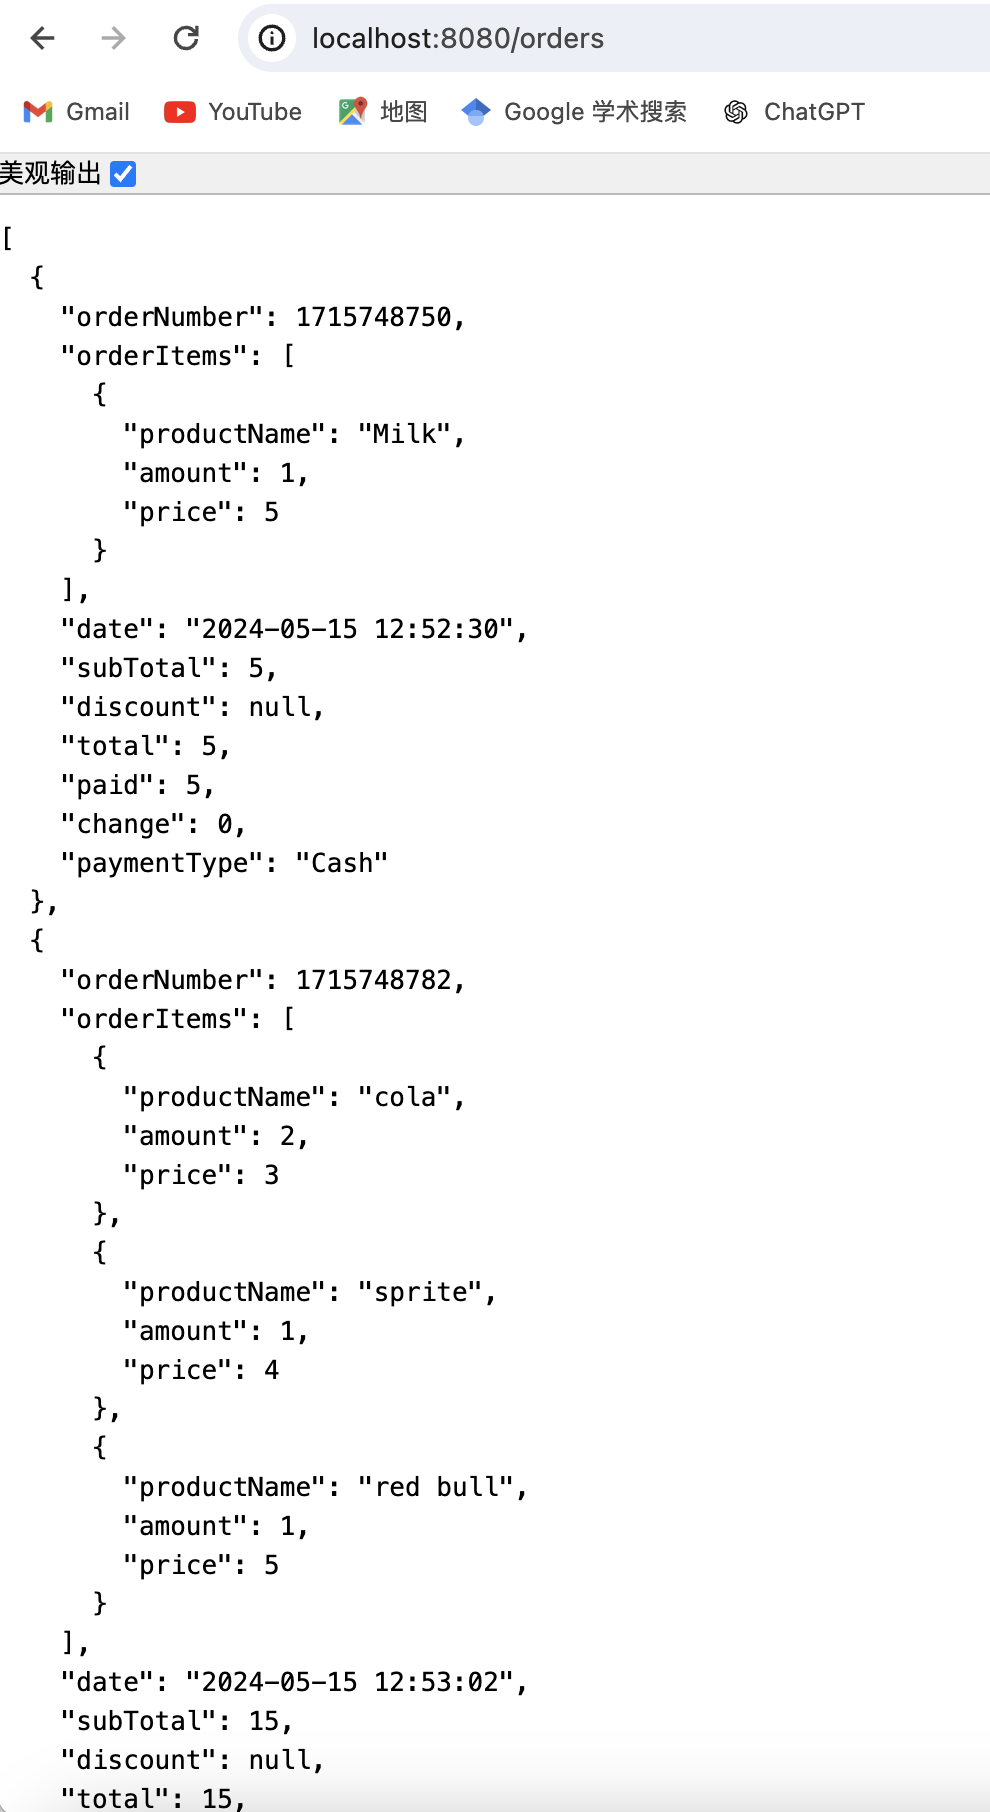 localhost:8080/orders
Gmail YouTube 地图 Google 学术搜索 ChatGPT
美观输出
[
  {
    "orderNumber": 1715748750,
    "orderItems": [
      {
        "productName": "Milk",
        "amount": 1,
        "price": 5
      }
    ],
    "date": "2024-05-15 12:52:30",
    "subTotal": 5,
    "discount": null,
    "total": 5,
    "paid": 5,
    "change": 0,
    "paymentType": "Cash"
  },
  {
    "orderNumber": 1715748782,
    "orderItems": [
      {
        "productName": "cola",
        "amount": 2,
        "price": 3
      },
      {
        "productName": "sprite",
        "amount": 1,
        "price": 4
      },
      {
        "productName": "red bull",
        "amount": 1,
        "price": 5
      }
    ],
    "date": "2024-05-15 12:53:02",
    "subTotal": 15,
    "discount": null,
    "total": 15,